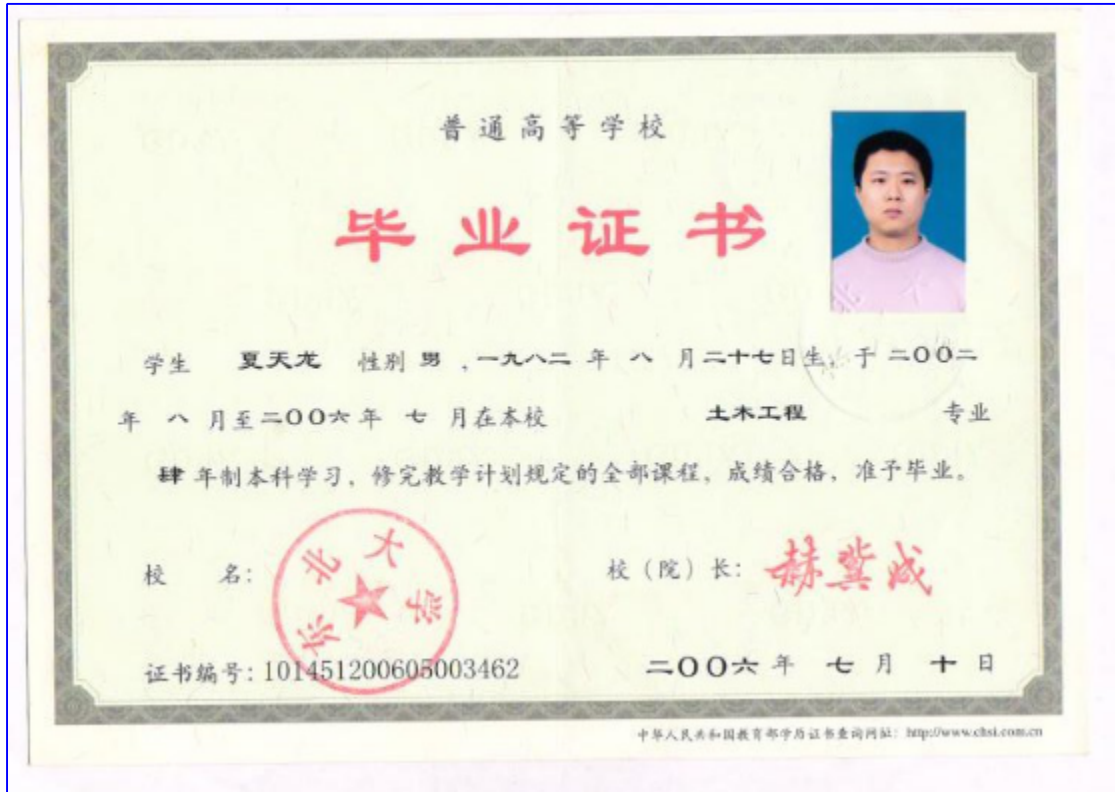 普通高等学校
毕业证书
学生 夏天龙 性别 男 ,一九八二 年 八 月二十七日生,于 二〇〇二
年 八 月至二〇〇六年 七 月在本校 土木工程 专业
肆 年制本科学习,修完教学计划规定的全部课程,成绩合格,准予毕业。
校 名:
东北大学
校(院)长: 赫冀成
证书编号:101451200605003462
二〇〇六 年 七 月 十 日
中华人民共和国教育部学历证书查询网址:http://www.chsi.com.cn